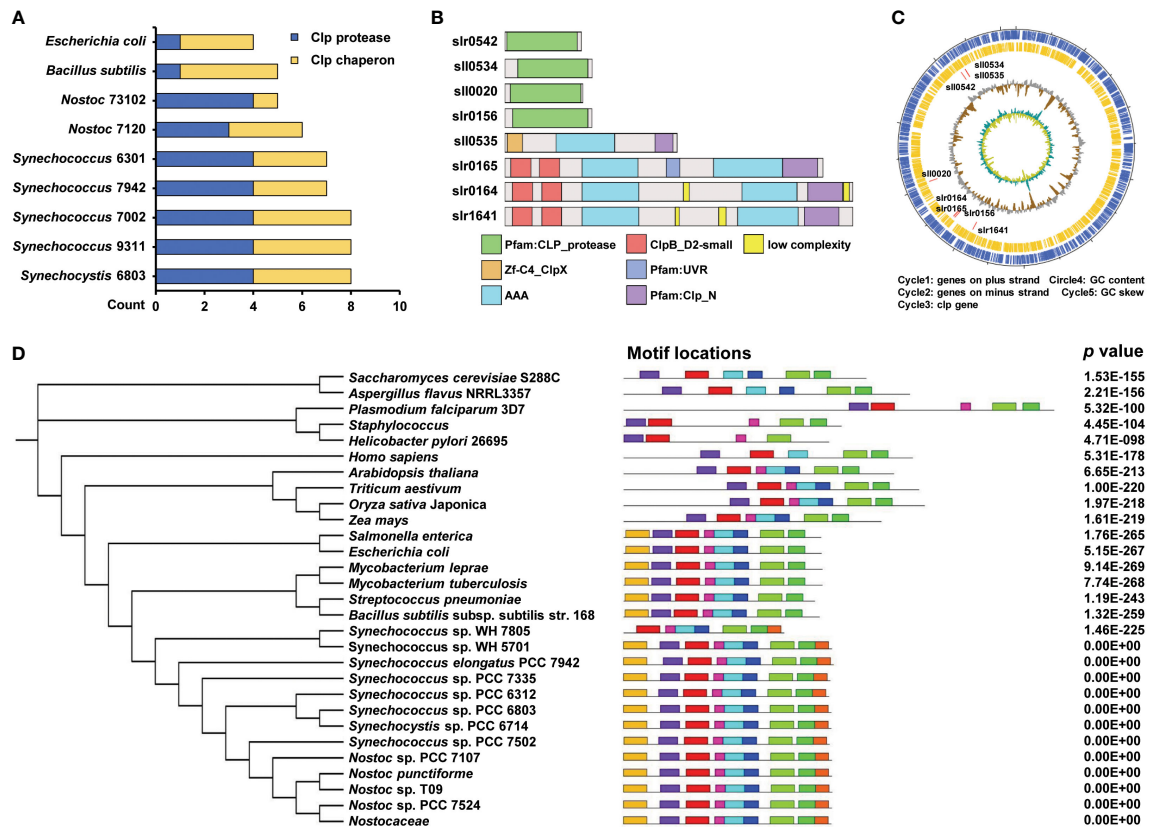 A
Escherichia coli
Bacillus subtilis
Nostoc 73102
Nostoc 7120
Synechococcus 6301
Synechococcus 7942
Synechococcus 7002
Synechococcus 9311
Synechocystis 6803
Count
0 2 4 6 8 10
Clp protease
Clp chaperon
B
slr0542
sll0534
sll0020
slr0156
sll0535
slr0165
slr0164
slr1641
Pfam:CLP_protease
ClpB_D2-small
low complexity
Zf-C4_ClpX
Pfam:UVR
AAA
Pfam:Clp_N
C
sll0534
sll0535
sll0542
sll0020
slr0164
slr0165
slr0156
slr1641
Cycle1: genes on plus strand Circle4: GC content
Cycle2: genes on minus strand Cycle5: GC skew
Cycle3: clp gene
D
Motif locations
p value
Saccharomyces cerevisiae S288C 1.53E-155
Aspergillus flavus NRRL3357 2.21E-156
Plasmodium falciparum 3D7 5.32E-100
Staphylococcus 4.45E-104
Helicobacter pylori 26695 4.71E-098
Homo sapiens 5.31E-178
Arabidopsis thaliana 6.65E-213
Triticum aestivum 1.00E-220
Oryza sativa Japonica 1.97E-218
Zea mays 1.61E-219
Salmonella enterica 1.76E-265
Escherichia coli 5.15E-267
Mycobacterium leprae 9.14E-269
Mycobacterium tuberculosis 7.74E-268
Streptococcus pneumoniae 1.19E-243
Bacillus subtilis subsp. subtilis str. 168 1.32E-259
Synechococcus sp. WH 7805 1.46E-225
Synechococcus sp. WH 5701 0.00E+00
Synechococcus elongatus PCC 7942 0.00E+00
Synechococcus sp. PCC 7335 0.00E+00
Synechococcus sp. PCC 6312 0.00E+00
Synechococcus sp. PCC 6803 0.00E+00
Synechocystis sp. PCC 6714 0.00E+00
Synechococcus sp. PCC 7502 0.00E+00
Nostoc sp. PCC 7107 0.00E+00
Nostoc punctiforme 0.00E+00
Nostoc sp. T09 0.00E+00
Nostoc sp. PCC 7524 0.00E+00
Nostocaceae 0.00E+00